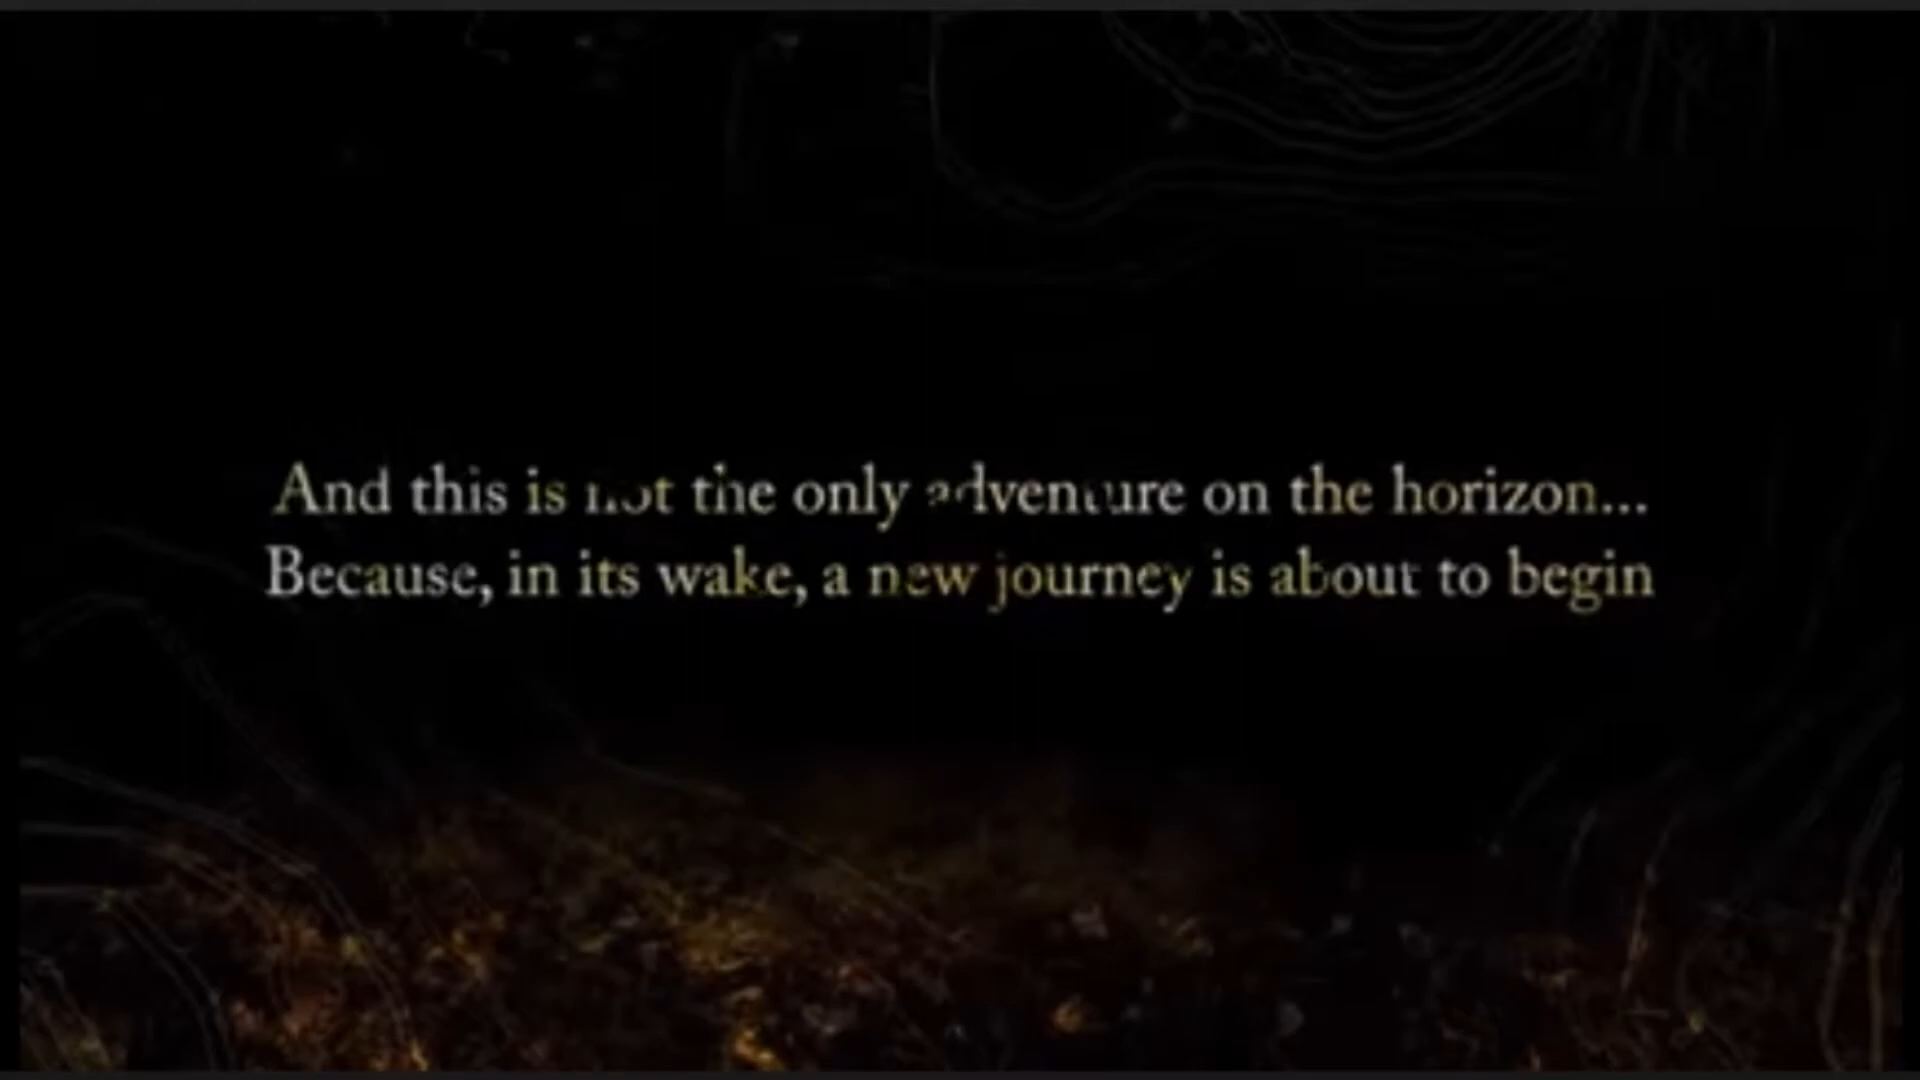 And this is not the only adventure on the horizon...
Because, in its wake, a new journey is about to begin